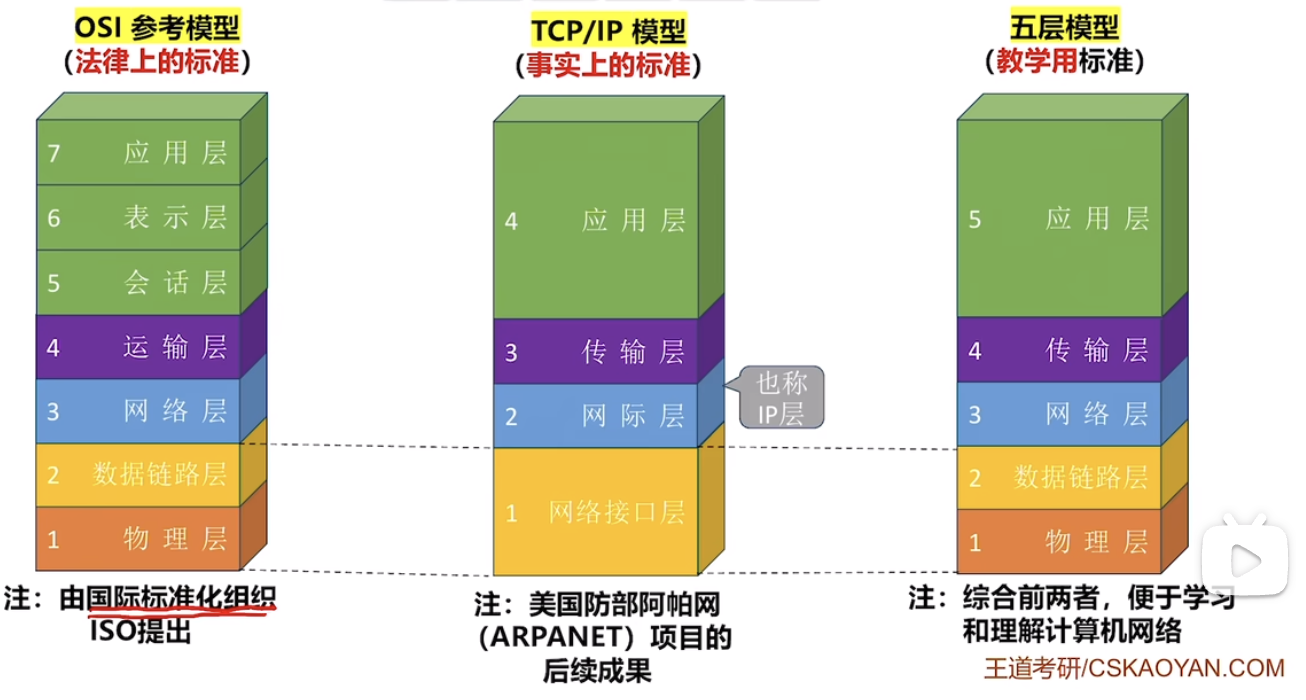 OSI 参考模型
（法律上的标准）
7 应用层
6 表示层
5 会话层
4 运输层
3 网络层
2 数据链路层
1 物理层
注：由国际标准化组织
ISO提出
TCP/IP 模型
（事实上的标准）
4 应用层
3 传输层
2 网际层
1 网络接口层
也称
IP层
注：美国防部阿帕网
（ARPANET）项目的
后续成果
五层模型
（教学用标准）
5 应用层
4 传输层
3 网络层
2 数据链路层
1 物理层
注：综合前两者，便于学习
和理解计算机网络
王道考研/CSKAOYAN.COM